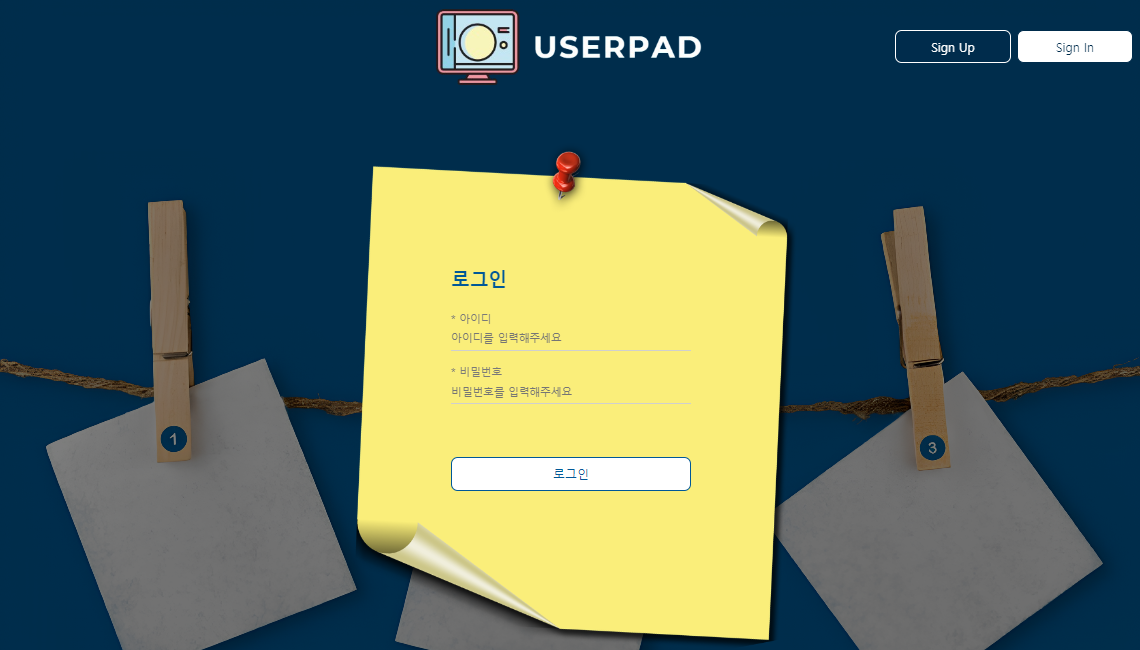 USERPAD
Sign Up
Sign In
로그인
* 아이디
아이디를 입력해주세요
* 비밀번호
비밀번호를 입력해주세요
로그인
1
3